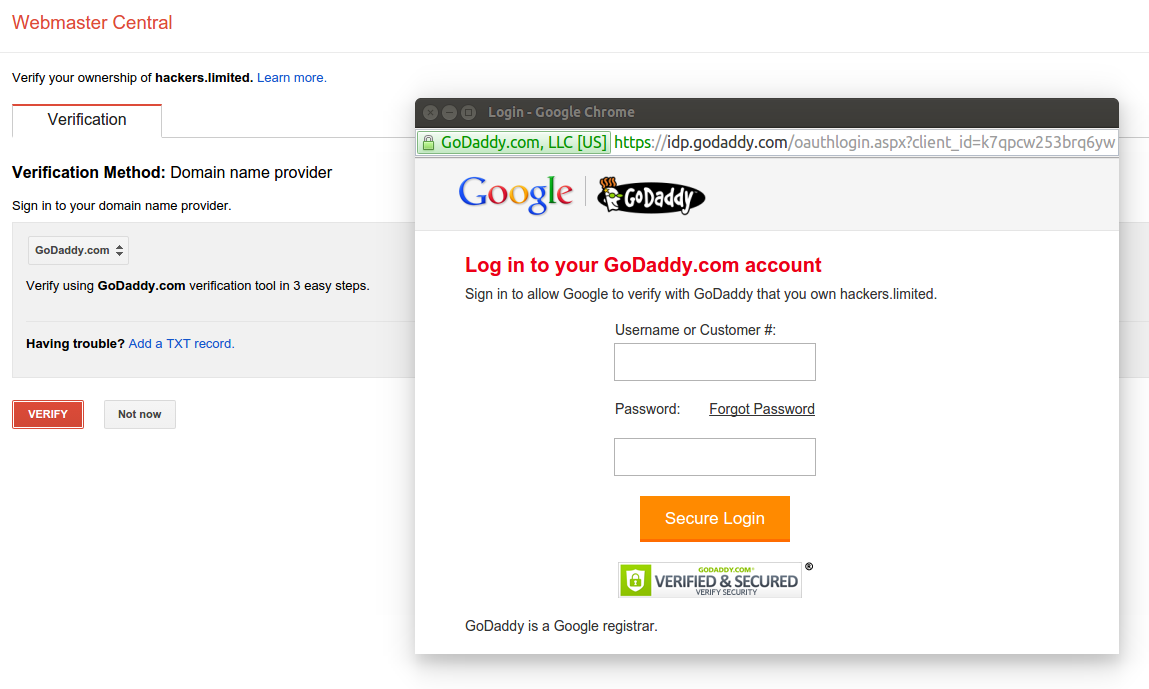 Webmaster Central
Verify your ownership of hackers.limited. Learn more.
Verification
Verification Method: Domain name provider
Sign in to your domain name provider.
GoDaddy.com
Verify using GoDaddy.com verification tool in 3 easy steps.
Having trouble? Add a TXT record.
VERIFY
Not now
Login - Google Chrome
GoDaddy.com, LLC [US] https://idp.godaddy.com/oauthlogin.aspx?client_id=k7qpcw253brq6yw
Google GoDaddy
Log in to your GoDaddy.com account
Sign in to allow Google to verify with GoDaddy that you own hackers.limited.
Username or Customer #:
Password: Forgot Password
Secure Login
GODADDY.COM®
VERIFIED & SECURED ®
VERIFY SECURITY
GoDaddy is a Google registrar.